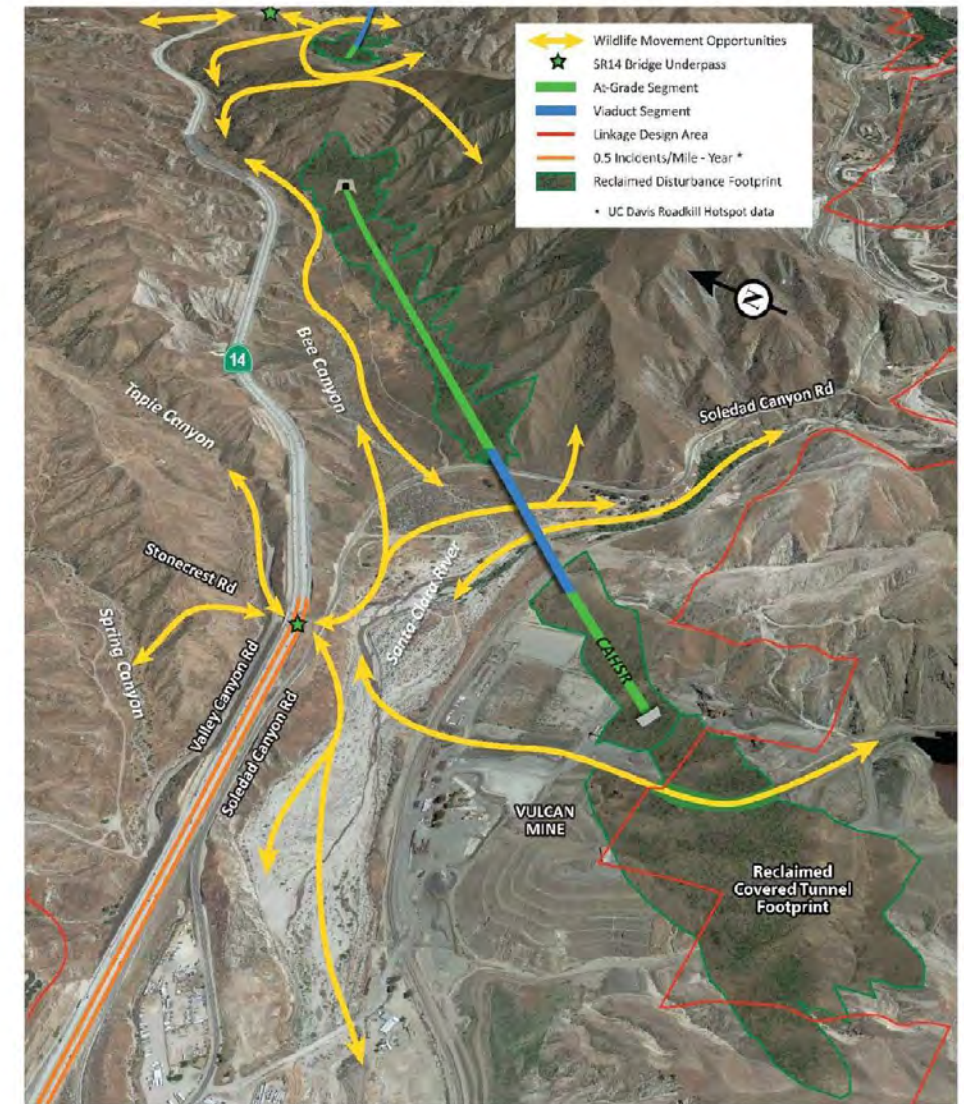 Wildlife Movement Opportunities
SR14 Bridge Underpass
At-Grade Segment
Viaduct Segment
Linkage Design Area
0.5 Incidents/Mile - Year *
Reclaimed Disturbance Footprint
• UC Davis Roadkill Hotspot data
N
14
Bee Canyon
Tapie Canyon
Soledad Canyon Rd
Stonecrest Rd
Santa Clara River
Spring Canyon
Valley Canyon Rd
Soledad Canyon Rd
CAHSR
VULCAN
MINE
Reclaimed
Covered Tunnel
Footprint